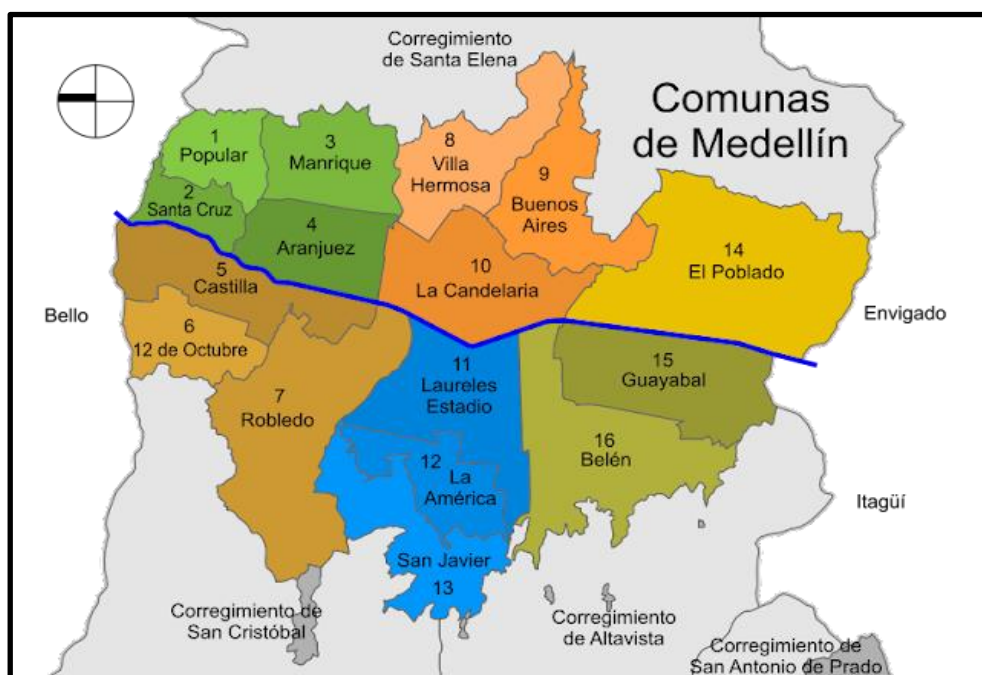 Corregimiento
de Santa Elena
Comunas
de Medellín
1
Popular
3
Manrique
8
Villa
Hermosa
9
Buenos
Aires
2
Santa Cruz
4
Aranjuez
10
La Candelaria
14
El Poblado
5
Castilla
Bello
Envigado
6
12 de Octubre
7
Robledo
11
Laureles
Estadio
15
Guayabal
16
Belén
12
La
América
Itagüí
San Javier
13
Corregimiento de
San Cristóbal
Corregimiento
de Altavista
Corregimiento de
San Antonio de Prado